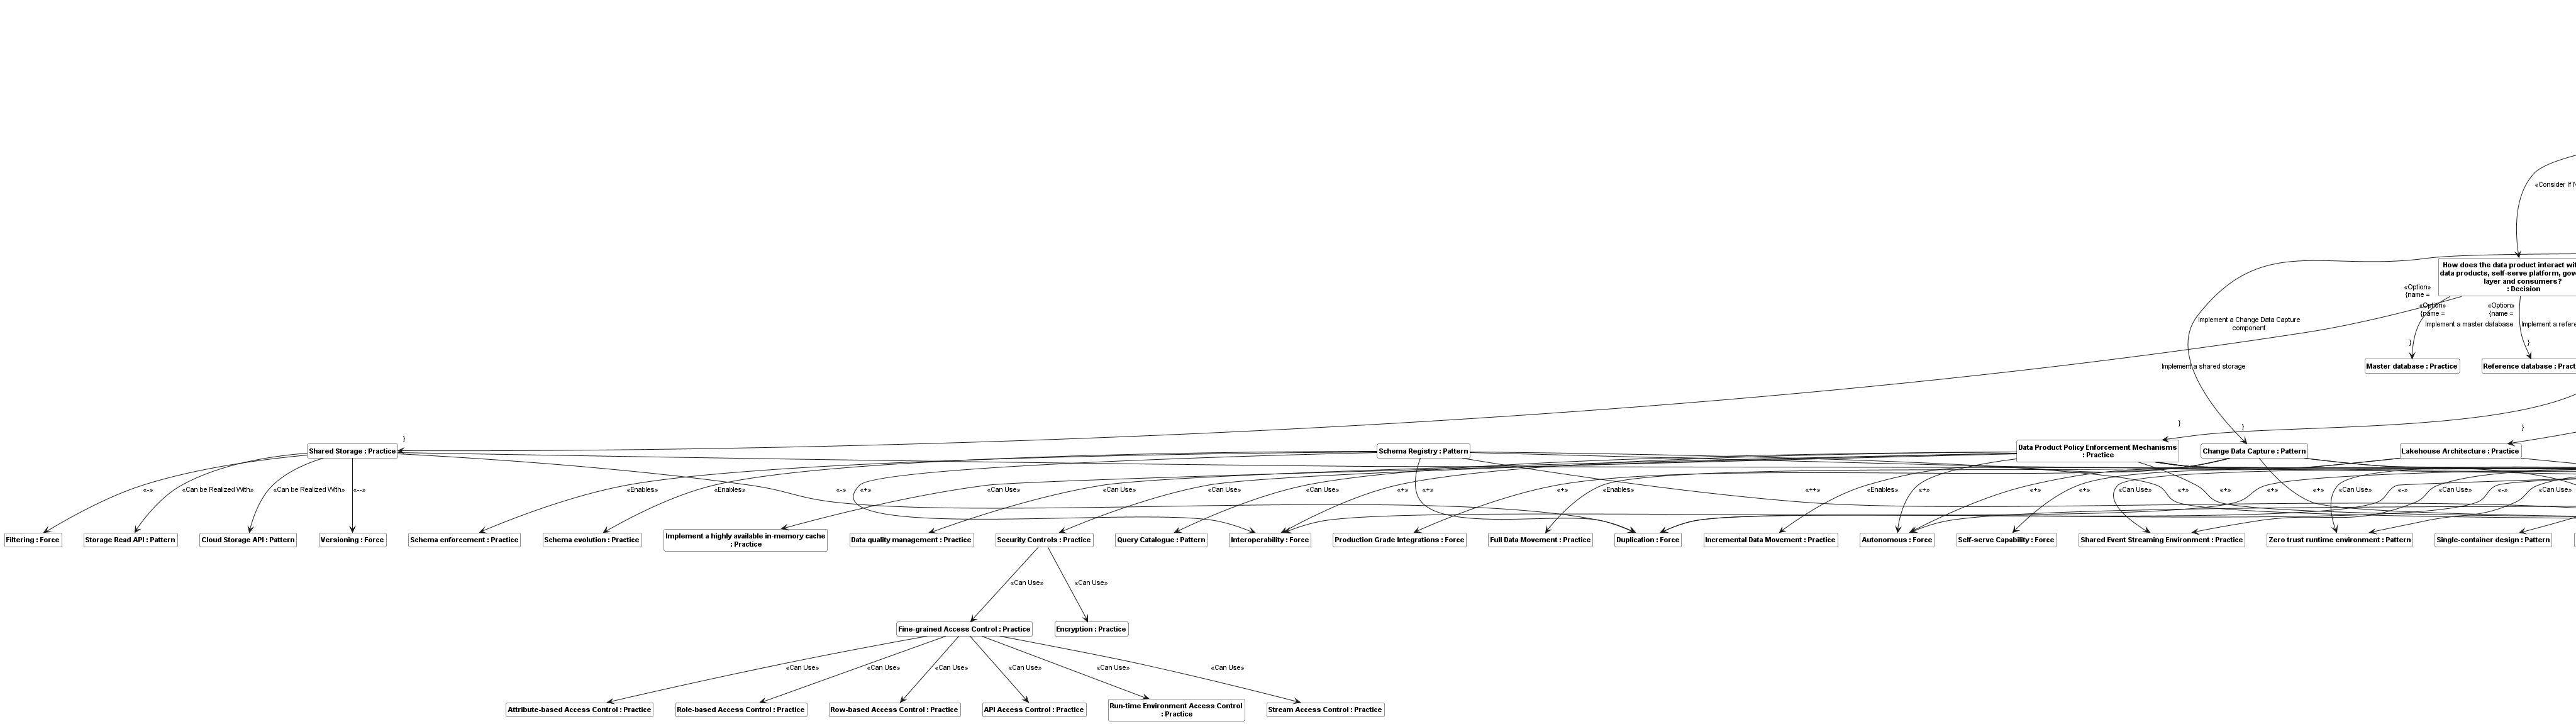 «Consider If N
How does the data product interact wit
data products, self-serve platform, gove
layer and consumers?
: Decision
«Option»
{name =
Implement a Change Data Capture
component
}
«Option»
{name =
Implement a master database
}
«Option»
{name =
Implement a refere
}
Implement a shared storage
}
Master database : Practice
Reference database : Practi
}
}
}
Shared Storage : Practice
Schema Registry : Pattern
Data Product Policy Enforcement Mechanisms
: Practice
Change Data Capture : Pattern
Lakehouse Architecture : Practice
«-»
«Can be Realized With»
«Can be Realized With»
«--»
«Enables»
«Enables»
«-»
«+»
«Can Use»
«Can Use»
«Can Use»
«Can Use»
«+»
«+»
«+»
«Enables»
«++»
«Enables»
«+»
«+»
«+»
«Can Use»
«+»
«+»
«+»
«Can Use»
«-»
«Can Use»
«-»
«Can Use»
Filtering : Force
Storage Read API : Pattern
Cloud Storage API : Pattern
Versioning : Force
Schema enforcement : Practice
Schema evolution : Practice
Implement a highly available in-memory cache
: Practice
Data quality management : Practice
Security Controls : Practice
Query Catalogue : Pattern
Interoperability : Force
Production Grade Integrations : Force
Full Data Movement : Practice
Duplication : Force
Incremental Data Movement : Practice
Autonomous : Force
Self-serve Capability : Force
Shared Event Streaming Environment : Practice
Zero trust runtime environment : Pattern
Single-container design : Pattern
«Can Use»
«Can Use»
Fine-grained Access Control : Practice
Encryption : Practice
«Can Use»
«Can Use»
«Can Use»
«Can Use»
«Can Use»
«Can Use»
Attribute-based Access Control : Practice
Role-based Access Control : Practice
Row-based Access Control : Practice
API Access Control : Practice
Run-time Environment Access Control
: Practice
Stream Access Control : Practice